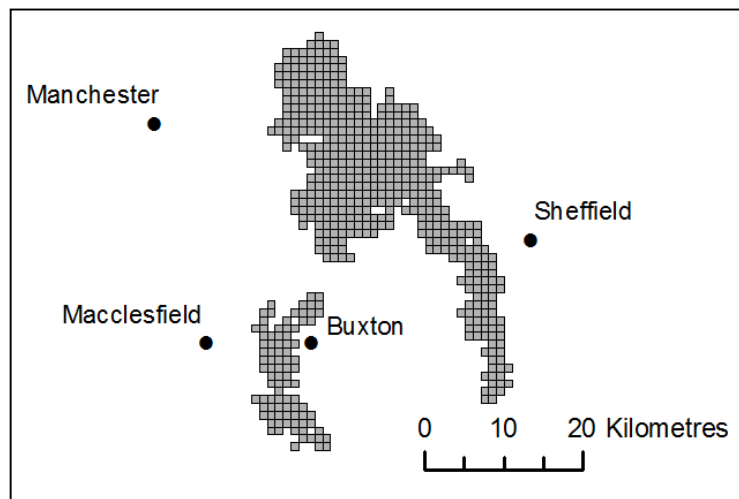 Manchester
Sheffield
Macclesfield
Buxton
0 10 20 Kilometres